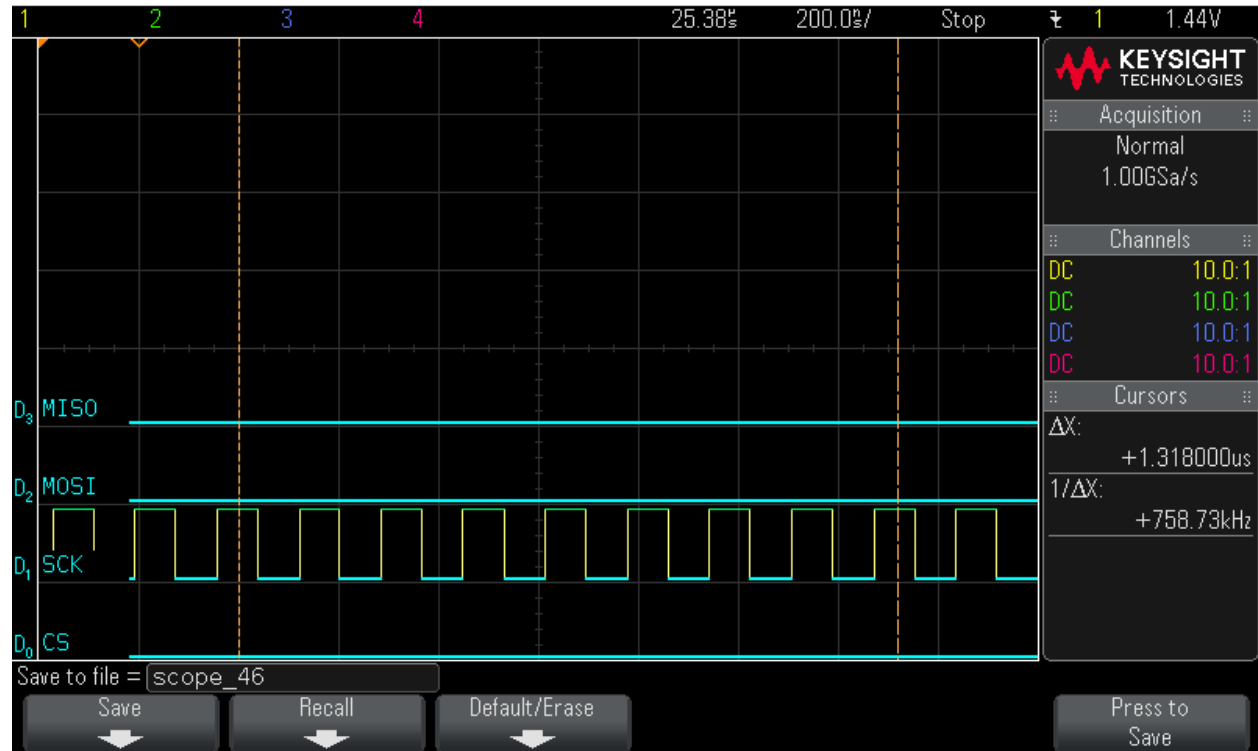 1 2 3 4 25.38µs 200.0ns/ Stop 1 1.44V
KEYSIGHT
TECHNOLOGIES
Acquisition
Normal
1.00GSa/s
Channels
DC 10.0:1
DC 10.0:1
DC 10.0:1
DC 10.0:1
Cursors
ΔX:
+1.318000us
1/ΔX:
+758.73kHz
D3 MISO
D2 MOSI
D1 SCK
D0 CS
Save to file = scope_46
Save Recall Default/Erase Press to
Save